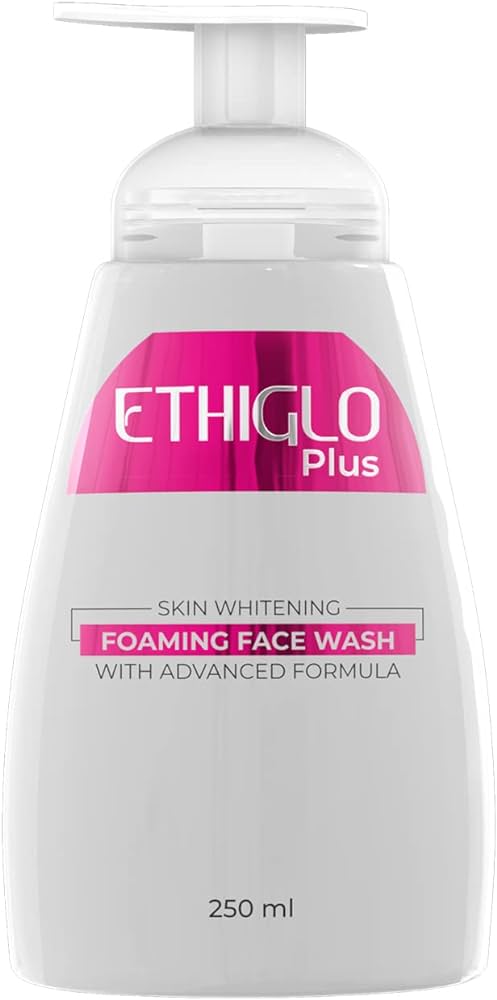 ETHIGLO
Plus
SKIN WHITENING
FOAMING FACE WASH
WITH ADVANCED FORMULA
250 ml